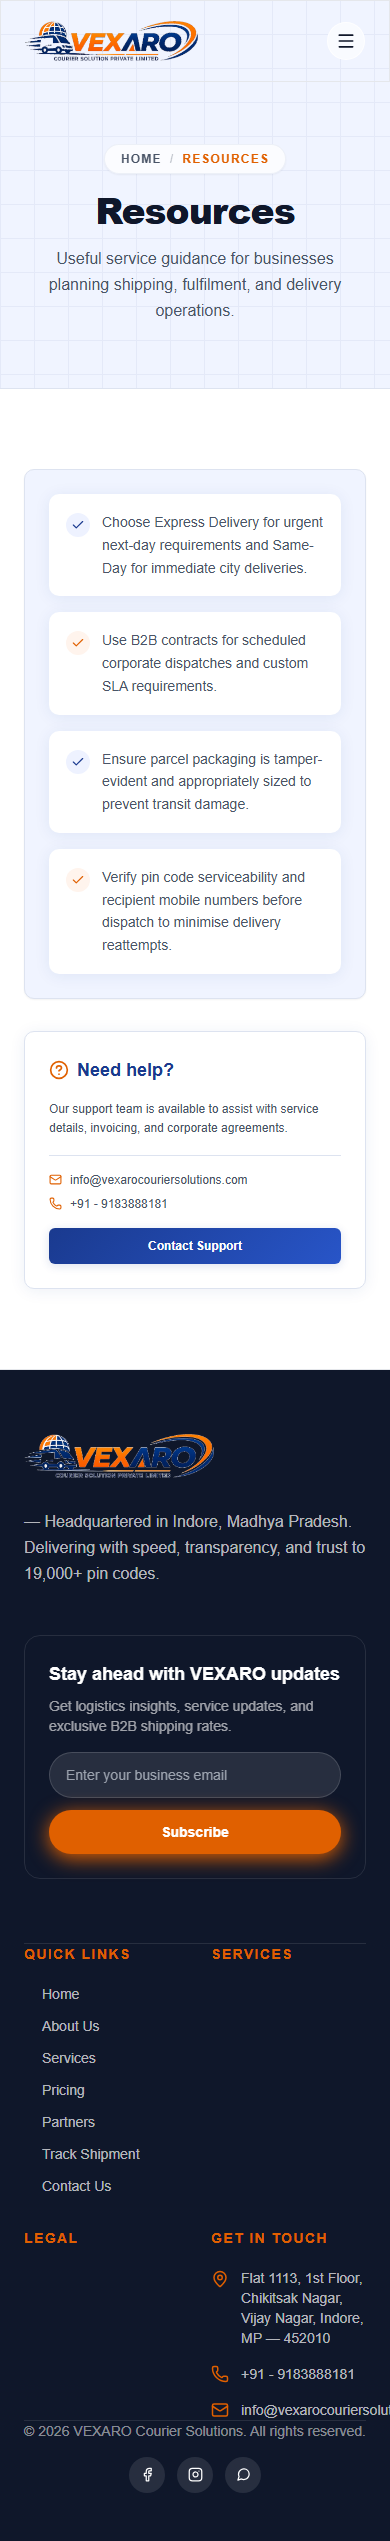 VEXARO
COURIER SOLUTION PRIVATE LIMITED
HOME / RESOURCES
Resources
Useful service guidance for businesses
planning shipping, fulfilment, and delivery
operations.
Choose Express Delivery for urgent
next-day requirements and Same-
Day for immediate city deliveries.
Use B2B contracts for scheduled
corporate dispatches and custom
SLA requirements.
Ensure parcel packaging is tamper-
evident and appropriately sized to
prevent transit damage.
Verify pin code serviceability and
recipient mobile numbers before
dispatch to minimise delivery
reattempts.
Need help?
Our support team is available to assist with service
details, invoicing, and corporate agreements.
info@vexarocouriersolutions.com
+91 - 9183888181
Contact Support
VEXARO
COURIER SOLUTION PRIVATE LIMITED
— Headquartered in Indore, Madhya Pradesh.
Delivering with speed, transparency, and trust to
19,000+ pin codes.
Stay ahead with VEXARO updates
Get logistics insights, service updates, and
exclusive B2B shipping rates.
Enter your business email
Subscribe
QUICK LINKS
Home
About Us
Services
Pricing
Partners
Track Shipment
Contact Us
SERVICES
LEGAL
GET IN TOUCH
Flat 1113, 1st Floor,
Chikitsak Nagar,
Vijay Nagar, Indore,
MP — 452010
+91 - 9183888181
info@vexarocouriersolut
© 2026 VEXARO Courier Solutions. All rights reserved.